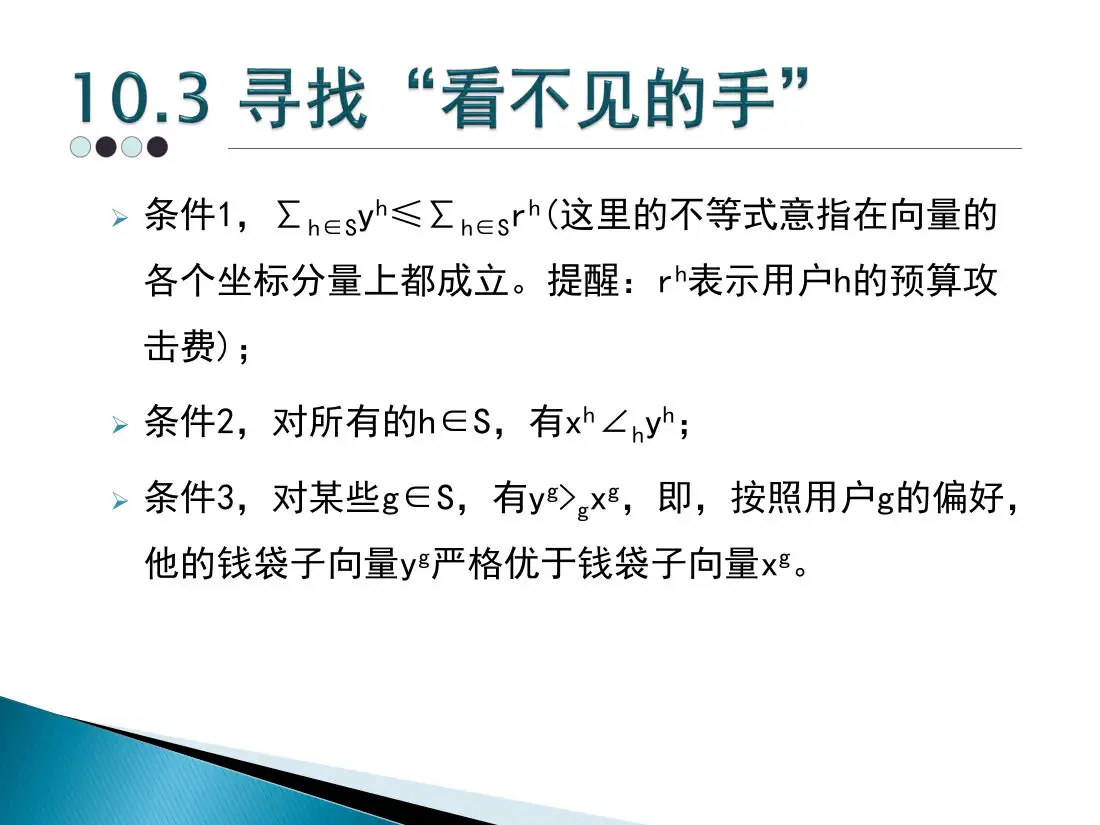 10.3 寻找“看不见的手”
条件1，∑h∈Syʰ≤∑h∈Srʰ(这里的不等式意指在向量的
各个坐标分量上都成立。提醒：rʰ表示用户h的预算攻
击费)；
条件2，对所有的h∈S，有xʰ∠ₕyʰ；
条件3，对某些g∈S，有yᵍ>gxᵍ，即，按照用户g的偏好，
他的钱袋子向量yᵍ严格优于钱袋子向量xᵍ。